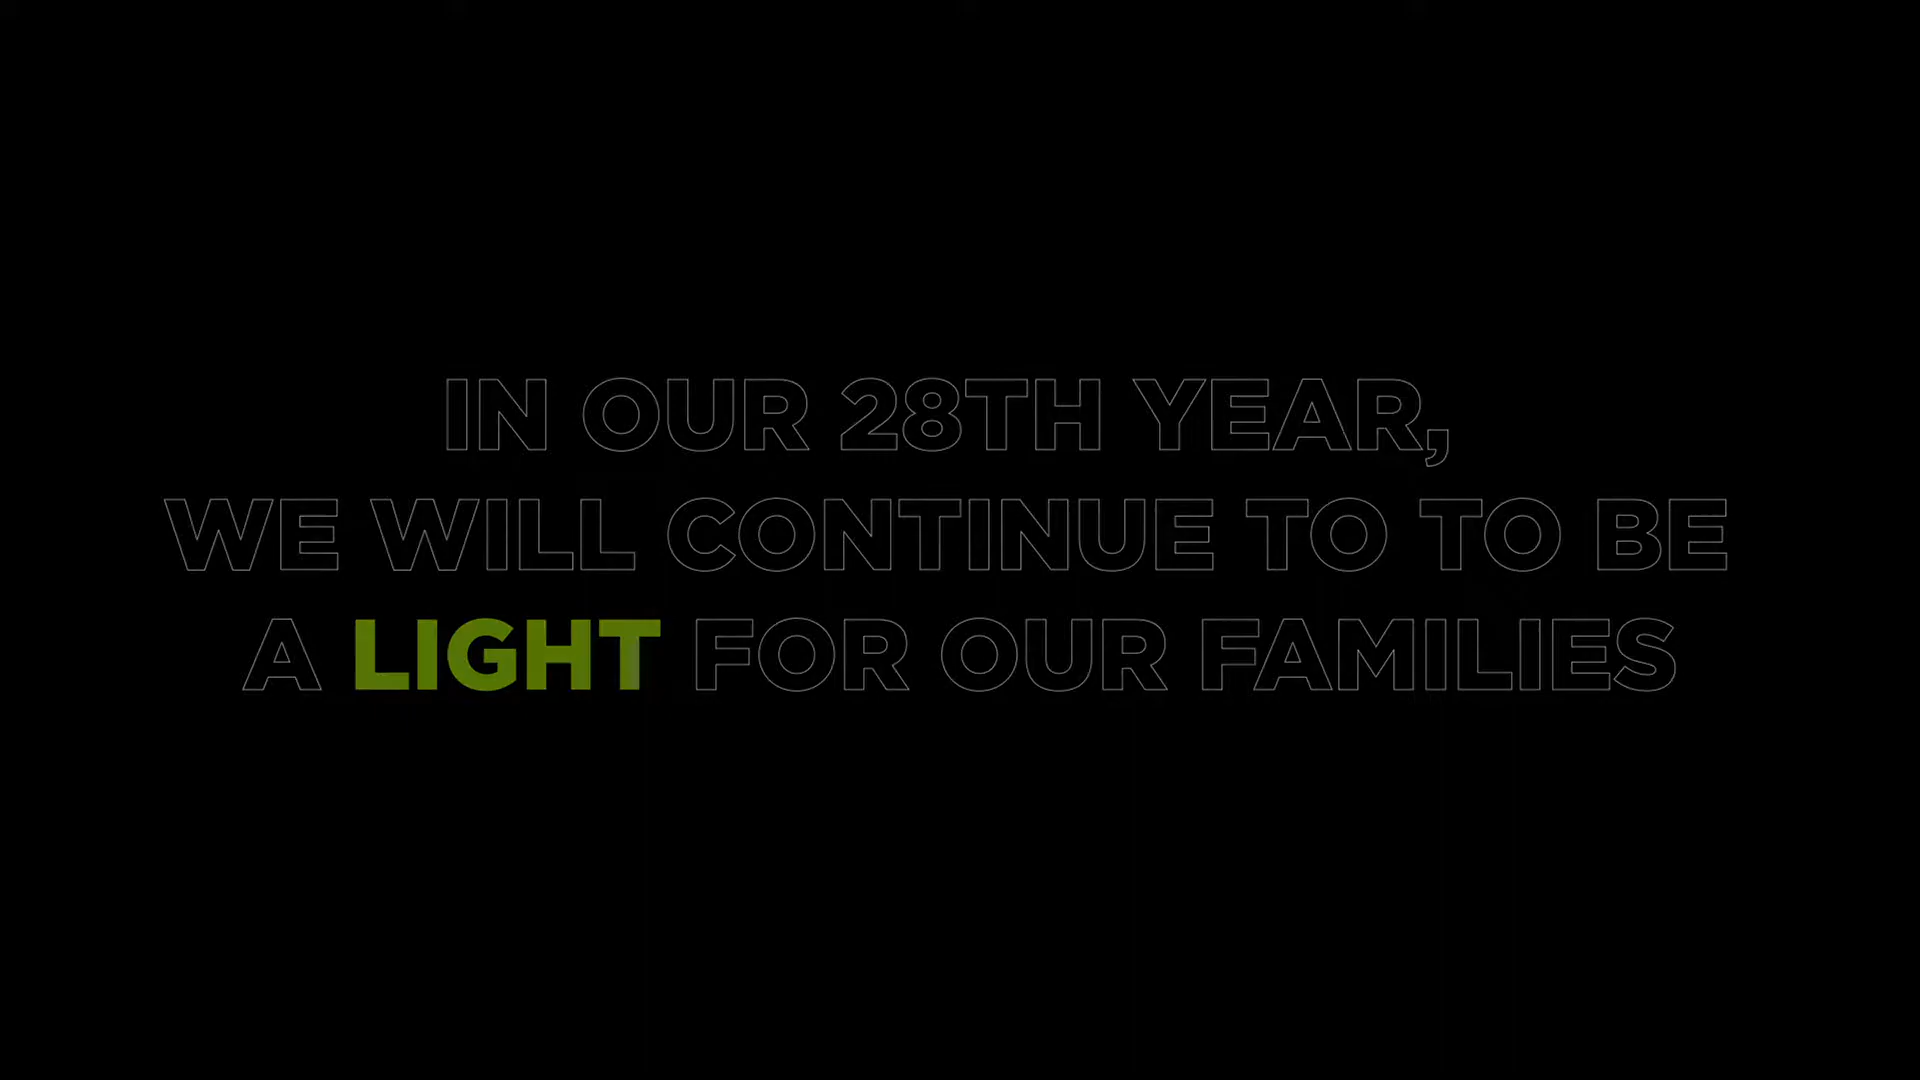 IN OUR 28TH YEAR,
WE WILL CONTINUE TO TO BE
A LIGHT FOR OUR FAMILIES